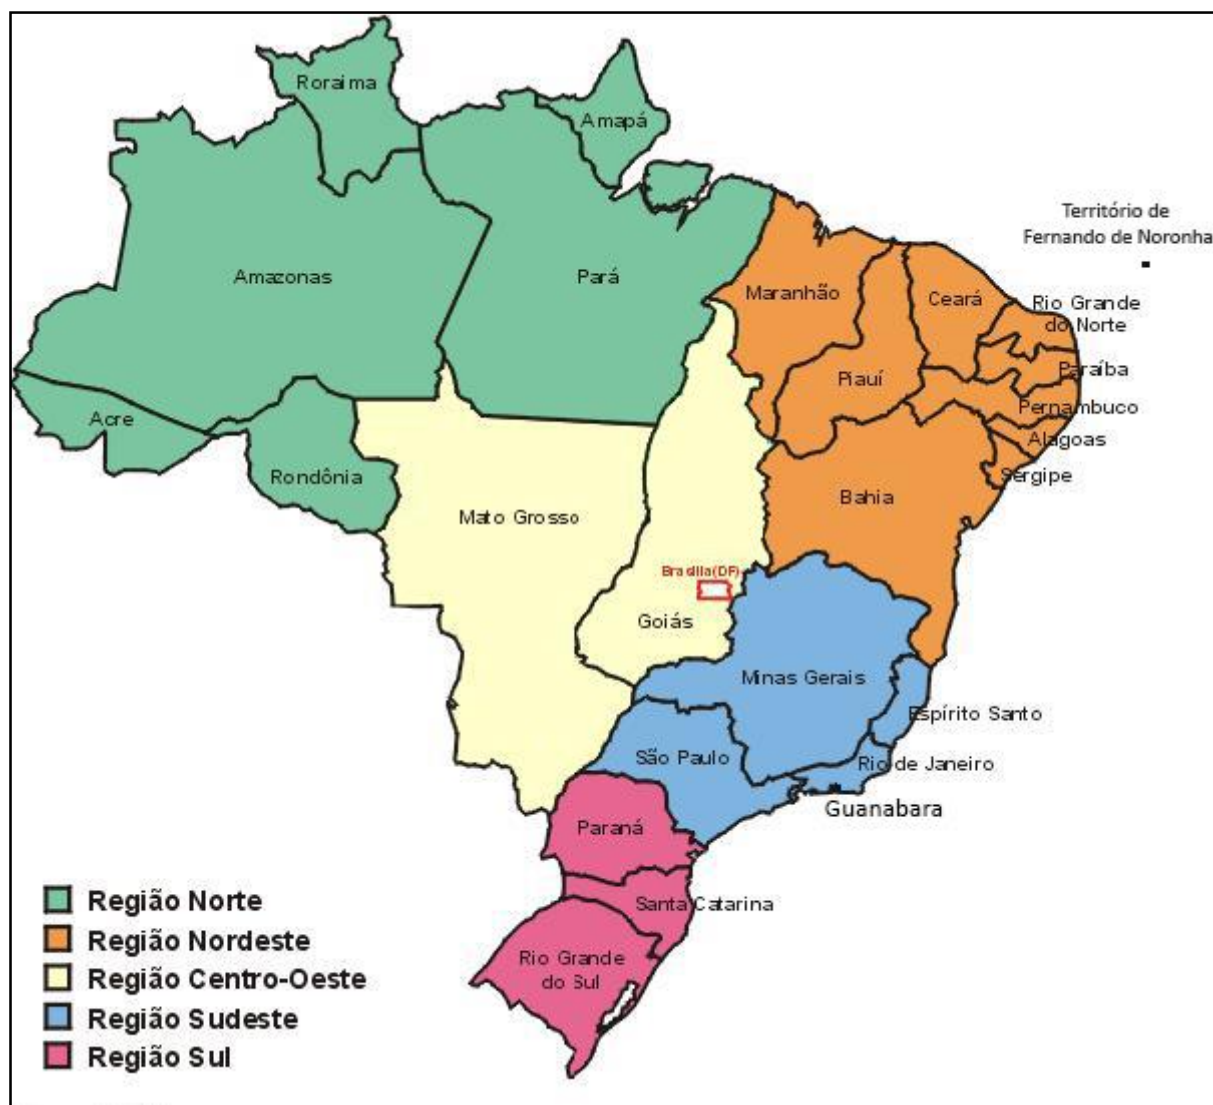 Roraima
Amapá
Território de
Fernando de Noronha
Amazonas
Pará
Maranhão
Ceará
Rio Grande
do Norte
Piauí
Paraíba
Pernambuco
Acre
Alagoas
Rondônia
Sergipe
Bahia
Mato Grosso
Brasília(DF)
Goiás
Minas Gerais
Espírito Santo
São Paulo
Rio de Janeiro
Guanabara
Paraná
Santa Catarina
Rio Grande
do Sul
Região Norte
Região Nordeste
Região Centro-Oeste
Região Sudeste
Região Sul